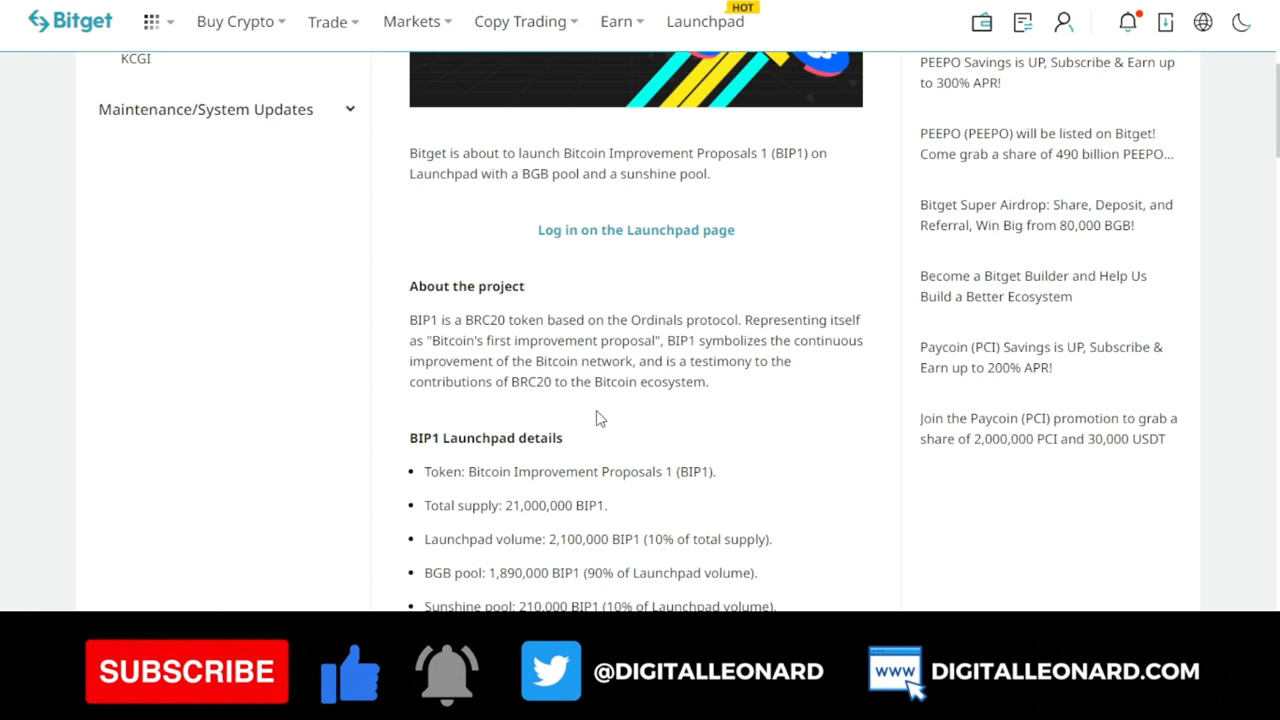 Bitget
Buy Crypto
Trade
Markets
Copy Trading
Earn
Launchpad
HOT
KCGI
Maintenance/System Updates
Bitget is about to launch Bitcoin Improvement Proposals 1 (BIP1) on
Launchpad with a BGB pool and a sunshine pool.
Log in on the Launchpad page
About the project
BIP1 is a BRC20 token based on the Ordinals protocol. Representing itself
as "Bitcoin's first improvement proposal", BIP1 symbolizes the continuous
improvement of the Bitcoin network, and is a testimony to the
contributions of BRC20 to the Bitcoin ecosystem.
BIP1 Launchpad details
Token: Bitcoin Improvement Proposals 1 (BIP1).
Total supply: 21,000,000 BIP1.
Launchpad volume: 2,100,000 BIP1 (10% of total supply).
BGB pool: 1,890,000 BIP1 (90% of Launchpad volume).
Sunshine pool: 210,000 BIP1 (10% of Launchpad volume).
PEEPO Savings is UP, Subscribe & Earn up
to 300% APR!
PEEPO (PEEPO) will be listed on Bitget!
Come grab a share of 490 billion PEEPO...
Bitget Super Airdrop: Share, Deposit, and
Referral, Win Big from 80,000 BGB!
Become a Bitget Builder and Help Us
Build a Better Ecosystem
Paycoin (PCI) Savings is UP, Subscribe &
Earn up to 200% APR!
Join the Paycoin (PCI) promotion to grab a
share of 2,000,000 PCI and 30,000 USDT
SUBSCRIBE
@DIGITALLEONARD
WWW
DIGITALLEONARD.COM